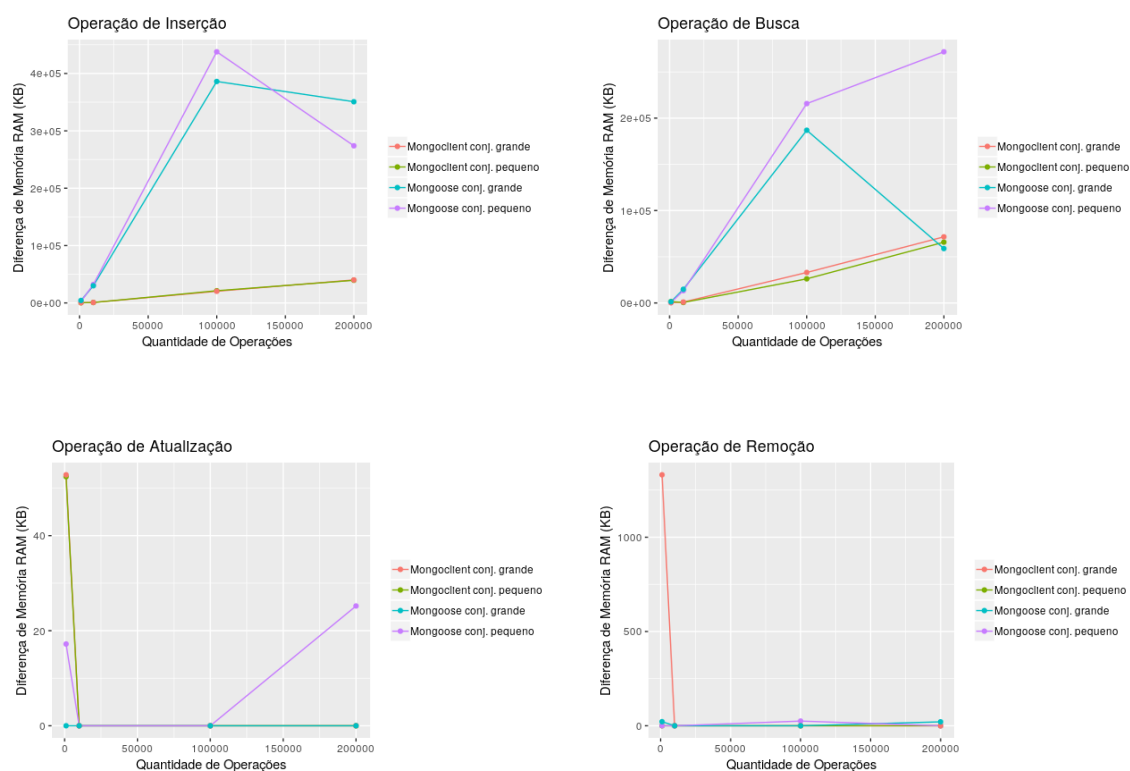 Operação de Inserção
Diferença de Memória RAM (KB)
4e+05
3e+05
2e+05
1e+05
0e+00
0 50000 100000 150000 200000
Quantidade de Operações
Mongoclient conj. grande
Mongoclient conj. pequeno
Mongoose conj. grande
Mongoose conj. pequeno
Operação de Busca
Diferença de Memória RAM (KB)
2e+05
1e+05
0e+00
0 50000 100000 150000 200000
Quantidade de Operações
Mongoclient conj. grande
Mongoclient conj. pequeno
Mongoose conj. grande
Mongoose conj. pequeno
Operação de Atualização
Diferença de Memória RAM (KB)
40
20
0
0 50000 100000 150000 200000
Quantidade de Operações
Mongoclient conj. grande
Mongoclient conj. pequeno
Mongoose conj. grande
Mongoose conj. pequeno
Operação de Remoção
Diferença de Memória RAM (KB)
1000
500
0
0 50000 100000 150000 200000
Quantidade de Operações
Mongoclient conj. grande
Mongoclient conj. pequeno
Mongoose conj. grande
Mongoose conj. pequeno